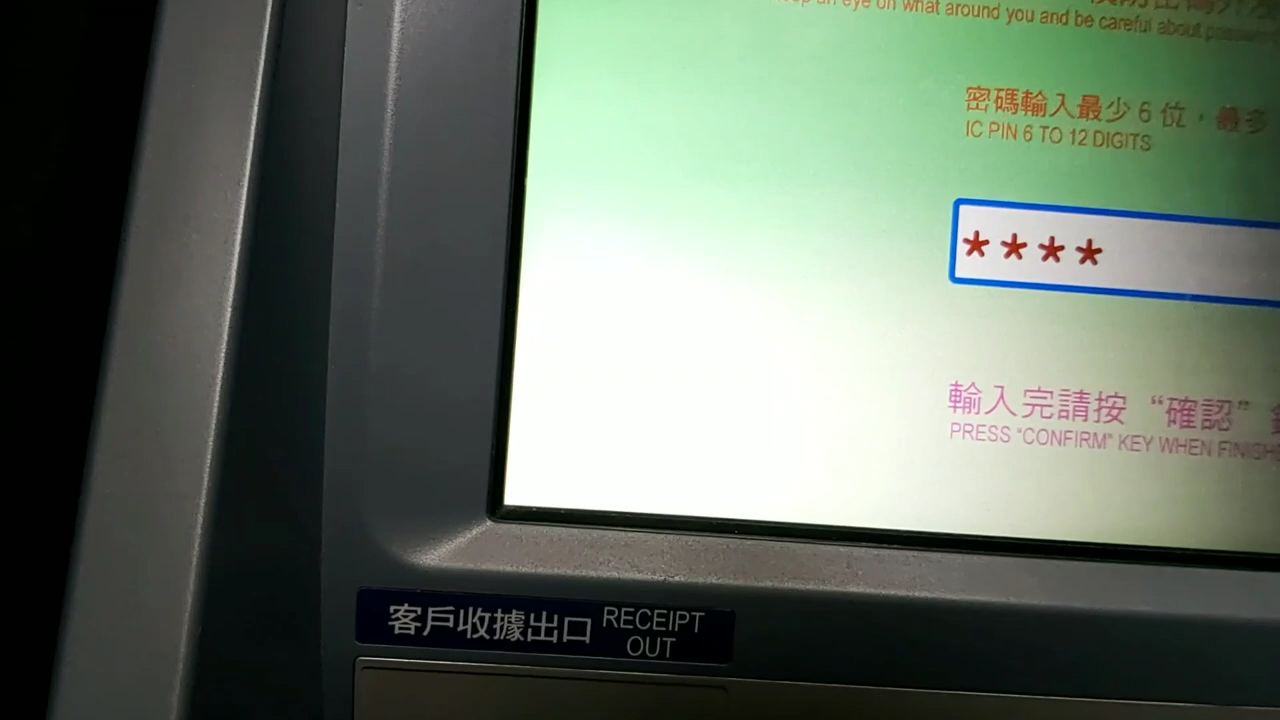 eye on what around you and be careful about
密碼輸入最少6位，最多
IC PIN 6 TO 12 DIGITS
****
輸入完請按“確認”
PRESS “CONFIRM” KEY WHEN
客戶收據出口 RECEIPT OUT